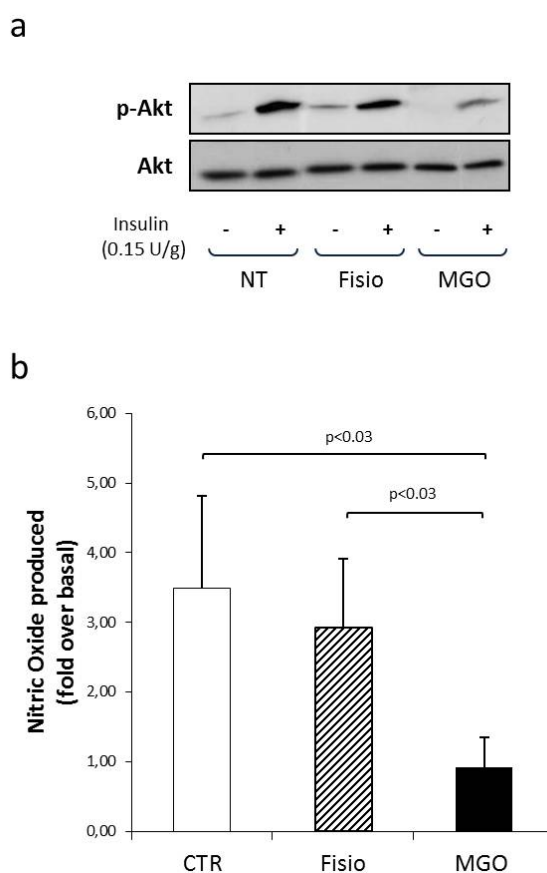 a
p-Akt
Akt
Insulin
(0.15 U/g)
- + - + - +
NT Fisio MGO
b
Nitric Oxide produced
(fold over basal)
6,00
5,00
4,00
3,00
2,00
1,00
0,00
p<0.03
p<0.03
CTR Fisio MGO